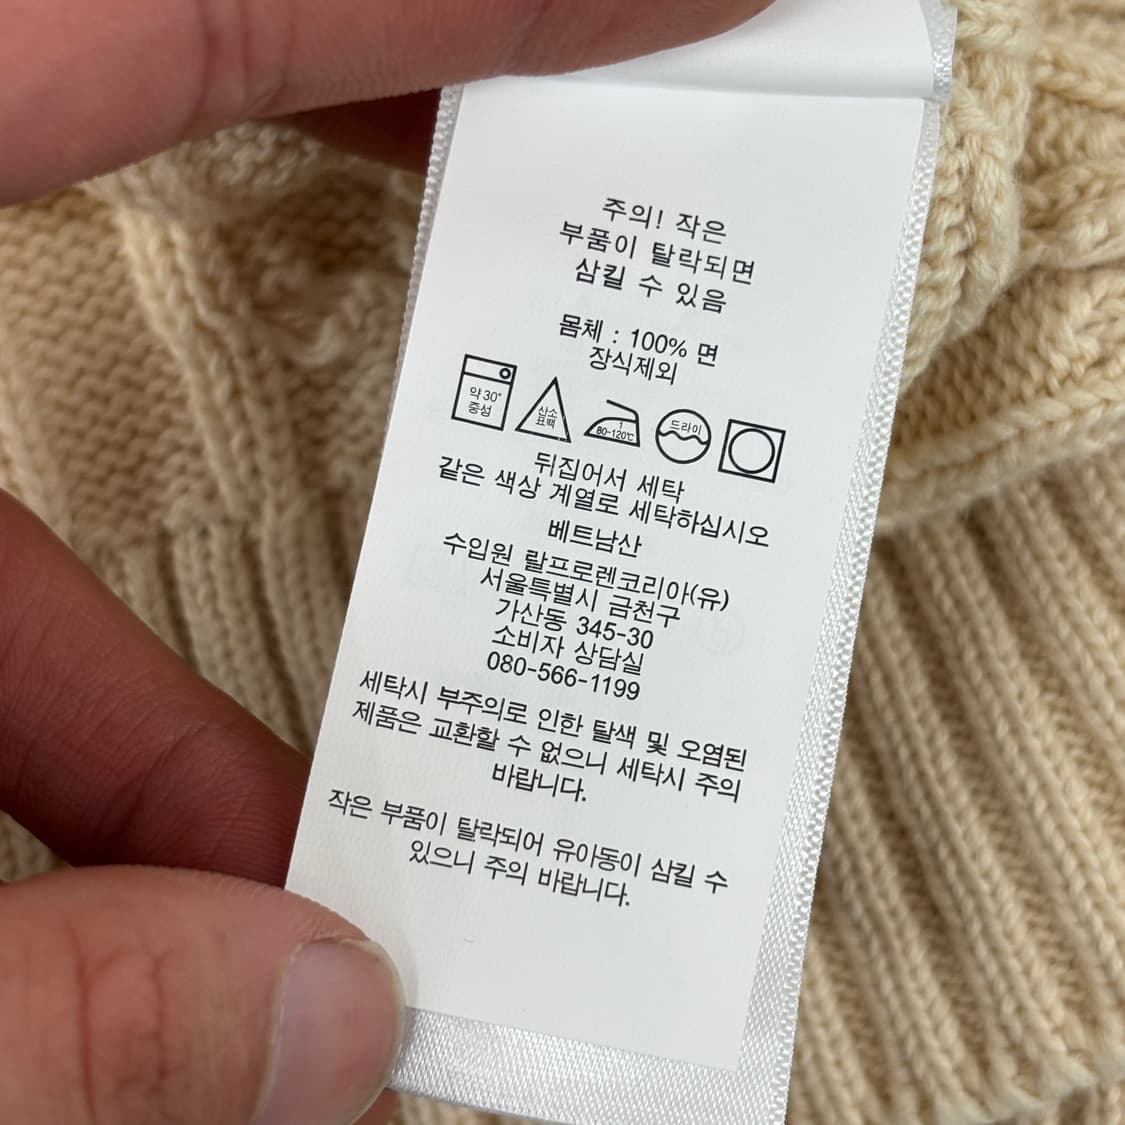 주의! 작은
부품이 탈락되면
삼킬 수 있음
몸체 : 100% 면
장식제외
약 30°
중성
산소
표백
1
80~120℃
드라이
뒤집어서 세탁
같은 색상 계열로 세탁하십시오
베트남산
수입원 랄프로렌코리아(유)
서울특별시 금천구
가산동 345-30
소비자 상담실
080-566-1199
세탁시 부주의로 인한 탈색 및 오염된
제품은 교환할 수 없으니 세탁시 주의
바랍니다.
작은 부품이 탈락되어 유아동이 삼킬 수
있으니 주의 바랍니다.